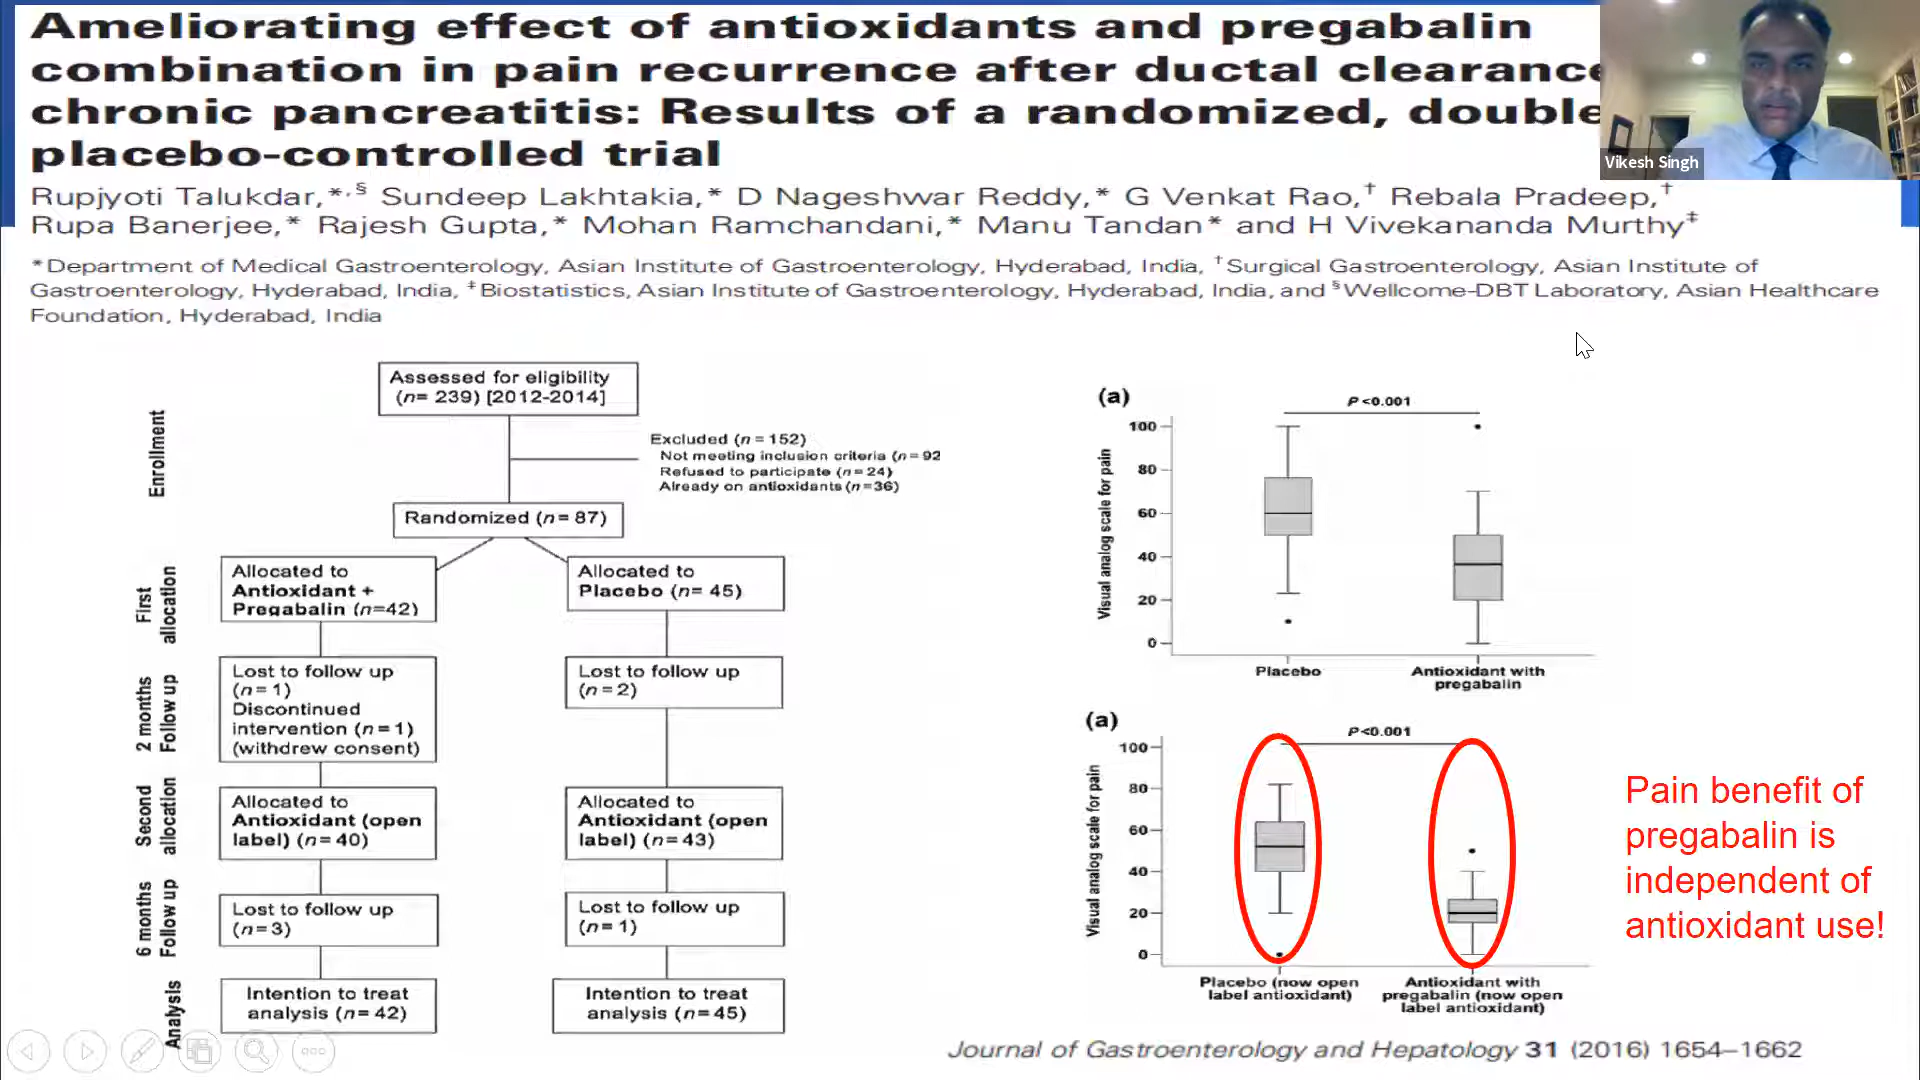 Ameliorating effect of antioxidants and pregabalin
combination in pain recurrence after ductal clearance
chronic pancreatitis: Results of a randomized, double
placebo-controlled trial
Vikesh Singh
Rupjyoti Talukdar,*,§ Sundeep Lakhtakia,* D Nageshwar Reddy,* G Venkat Rao,† Rebala Pradeep,†
Rupa Banerjee,* Rajesh Gupta,* Mohan Ramchandani,* Manu Tandan* and H Vivekananda Murthy‡
*Department of Medical Gastroenterology, Asian Institute of Gastroenterology, Hyderabad, India, †Surgical Gastroenterology, Asian Institute of
Gastroenterology, Hyderabad, India, ‡Biostatistics, Asian Institute of Gastroenterology, Hyderabad, India, and §Wellcome-DBT Laboratory, Asian Healthcare
Foundation, Hyderabad, India
Enrollment
Assessed for eligibility
(n= 239) [2012-2014]
Excluded (n = 152)
Not meeting inclusion criteria (n = 92
Refused to participate (n = 24)
Already on antioxidants (n = 36)
Randomized (n = 87)
First
allocation
Allocated to
Antioxidant +
Pregabalin (n=42)
Allocated to
Placebo (n= 45)
2 months
Follow up
Lost to follow up
(n = 1)
Discontinued
intervention (n = 1)
(withdrew consent)
Lost to follow up
(n = 2)
Second
allocation
Allocated to
Antioxidant (open
label) (n = 40)
Allocated to
Antioxidant (open
label) (n = 43)
6 months
Follow up
Lost to follow up
(n = 3)
Lost to follow up
(n = 1)
Analysis
Intention to treat
analysis (n = 42)
Intention to treat
analysis (n = 45)
(a)
P <0.001
Visual analog scale for pain
100
80
60
40
20
0
Placebo
Antioxidant with
pregabalin
(a)
P <0.001
Visual analog scale for pain
100
80
60
40
20
0
Placebo (now open
label antioxidant)
Antioxidant with
pregabalin (now open
label antioxidant)
Pain benefit of
pregabalin is
independent of
antioxidant use!
Journal of Gastroenterology and Hepatology 31 (2016) 1654–1662